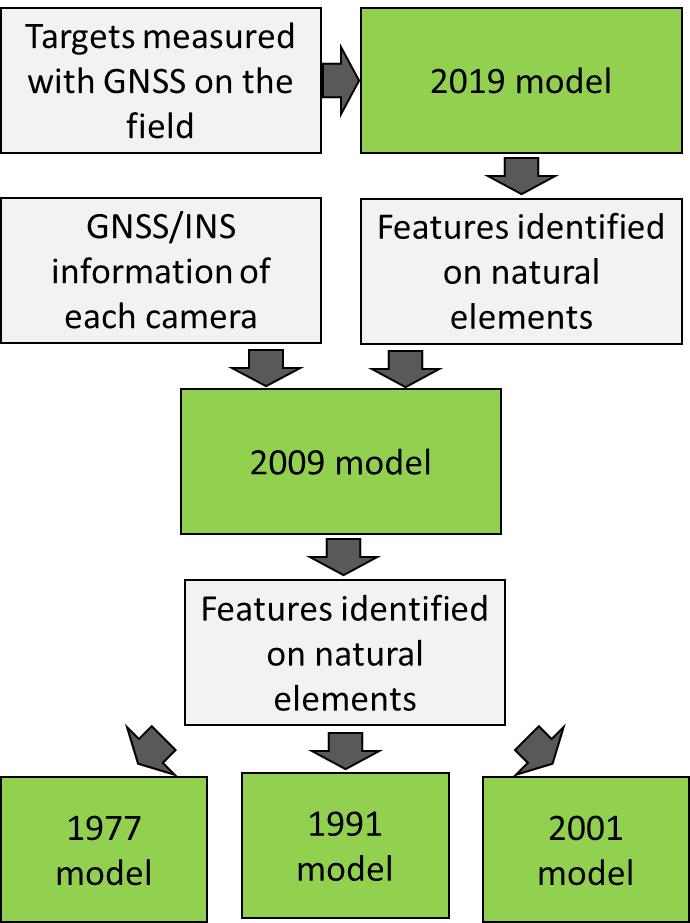 Targets measured
with GNSS on the
field
2019 model
GNSS/INS
information of
each camera
Features identified
on natural
elements
2009 model
Features identified
on natural
elements
1977
model
1991
model
2001
model